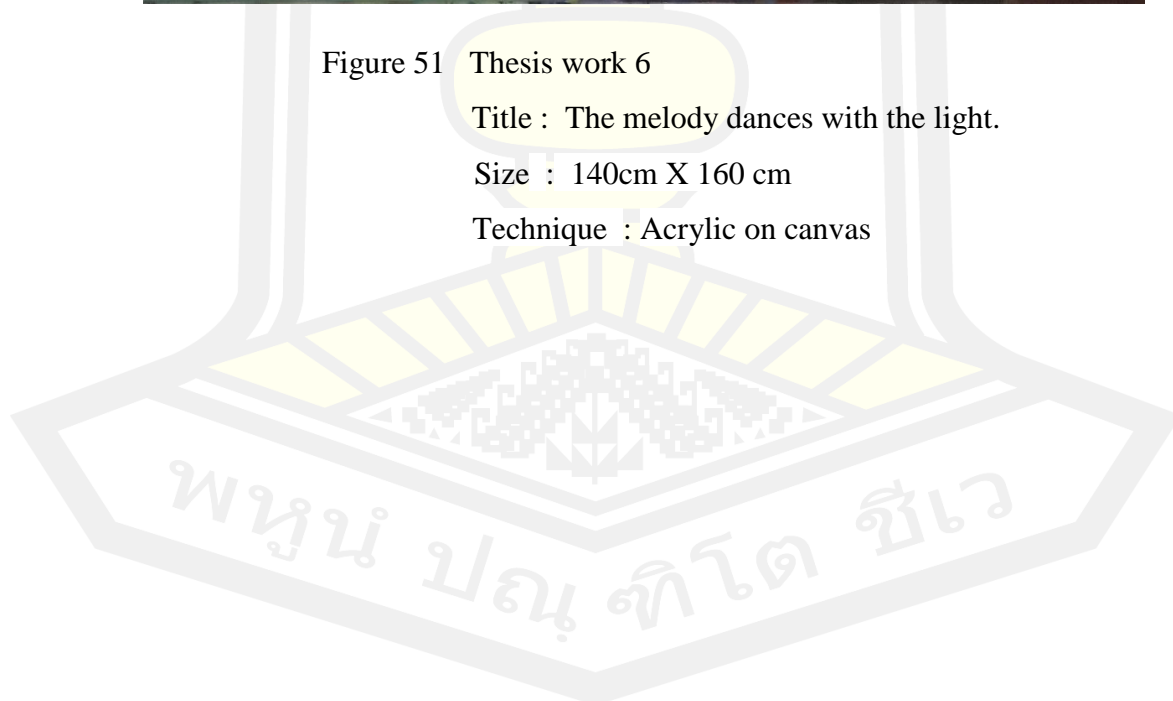 Figure 51 Thesis work 6
Title : The melody dances with the light.
Size : 140cm X 160 cm
Technique : Acrylic on canvas
พหูนํ ปณฺฑิโต ชีเว